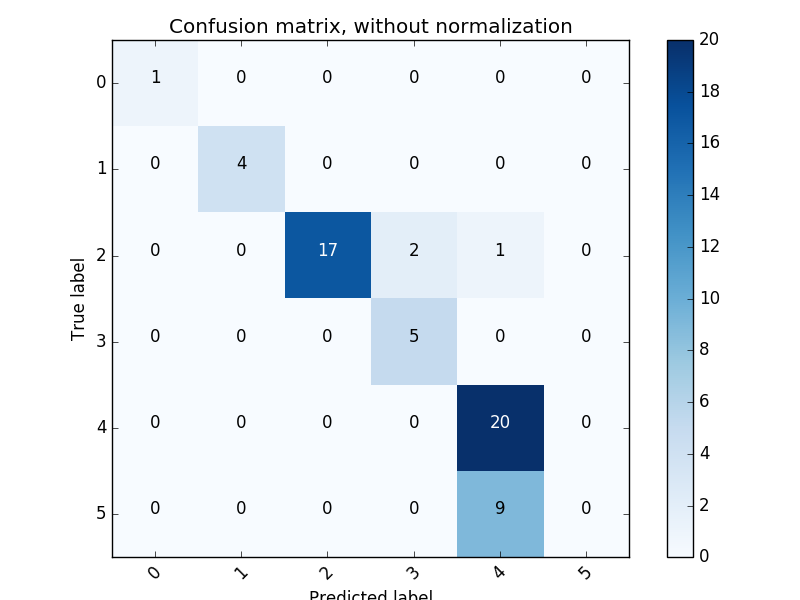 Confusion matrix, without normalization
0 1 0 0 0 0 0
1 0 4 0 0 0 0
2 0 0 17 2 1 0
3 0 0 0 5 0 0
4 0 0 0 0 20 0
5 0 0 0 0 9 0
0 1 2 3 4 5
True label
Predicted label
20
18
16
14
12
10
8
6
4
2
0